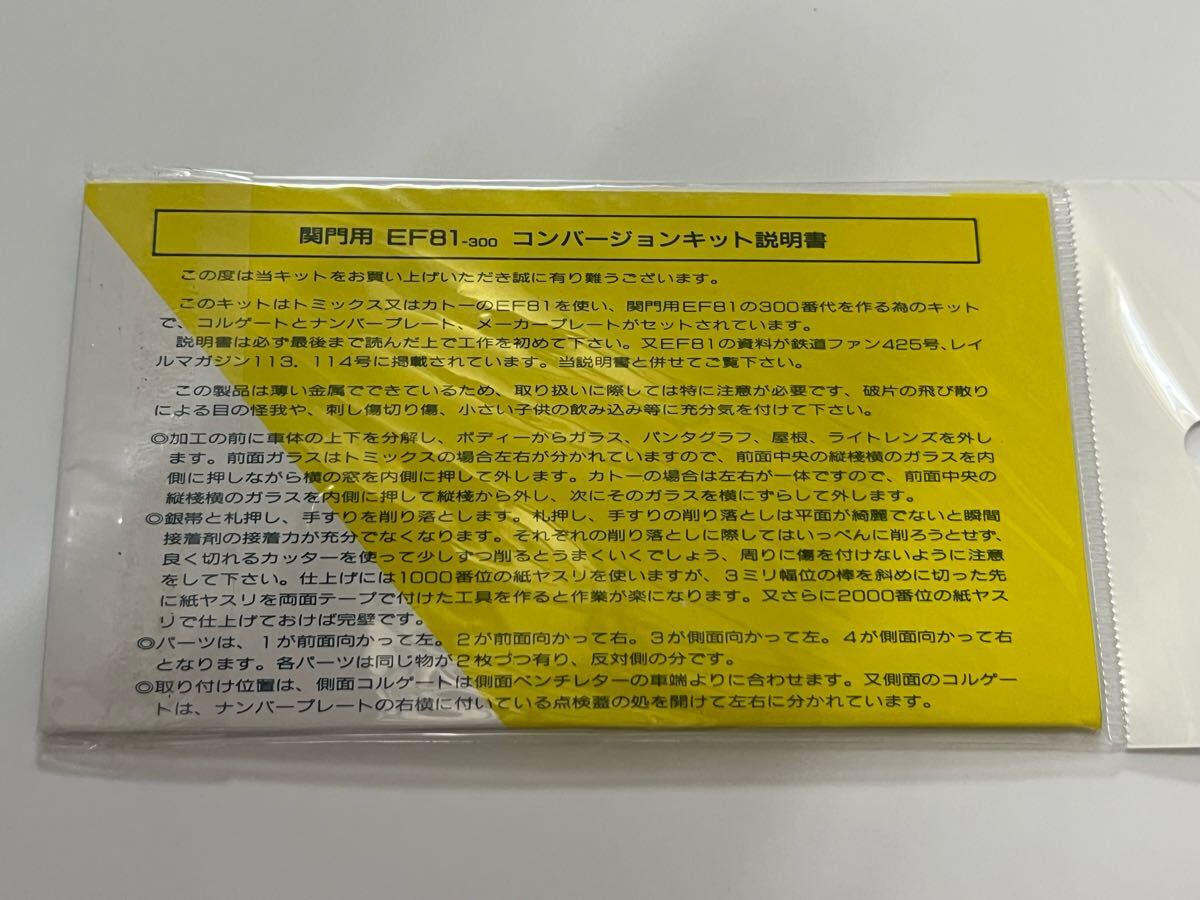 関門用 EF81-300 コンバージョンキット説明書
この度は当キットをお買い上げいただき誠に有り難うございます。
このキットはトミックス又はカトーのEF81を使い、関門用EF81の300番代を作る為のキット
で、コルゲートとナンバープレート、メーカープレートがセットされています。
説明書は必ず最後まで読んだ上で工作を初めて下さい。又EF81の資料が鉄道ファン425号、レイ
ルマガジン113.114号に掲載されています。当説明書と併せてご覧下さい。
この製品は薄い金属でできているため、取り扱いに際しては特に注意が必要です、破片の飛び散り
による目の怪我や、刺し傷切り傷、小さい子供の飲み込み等に充分気を付けて下さい。
◎加工の前に車体の上下を分解し、ボディーからガラス、パンタグラフ、屋根、ライトレンズを外し
ます。前面ガラスはトミックスの場合左右が分かれていますので、前面中央の縦桟横のガラスを内
側に押しながら横の窓を内側に押して外します。カトーの場合は左右が一体ですので、前面中央の
縦桟横のガラスを内側に押して縦桟から外し、次にそのガラスを横にずらして外します。
◎銀帯と札押し、手すりを削り落とします。札押し、手すりの削り落としは平面が綺麗でないと瞬間
接着剤の接着力が充分でなくなります。それぞれの削り落としに際してはいっぺんに削ろうとせず、
良く切れるカッターを使って少しずつ削るとうまくいくでしょう、周りに傷を付けないように注意
をして下さい。仕上げには1000番位の紙ヤスリを使いますが、3ミリ幅位の棒を斜めに切った先
に紙ヤスリを両面テープで付けた工具を作ると作業が楽になります。又さらに2000番位の紙ヤス
リで仕上げておけば完璧です。
◎パーツは、1が前面向かって左。2が前面向かって右。3が側面向かって左。4が側面向かって右
となります。各パーツは同じ物が2枚づつ有り、反対側の分です。
◎取り付け位置は、側面コルゲートは側面ベンチレターの車端よりに合わせます。又側面のコルゲー
トは、ナンバープレートの右横に付いている点検蓋の処を開けて左右に分かれています。